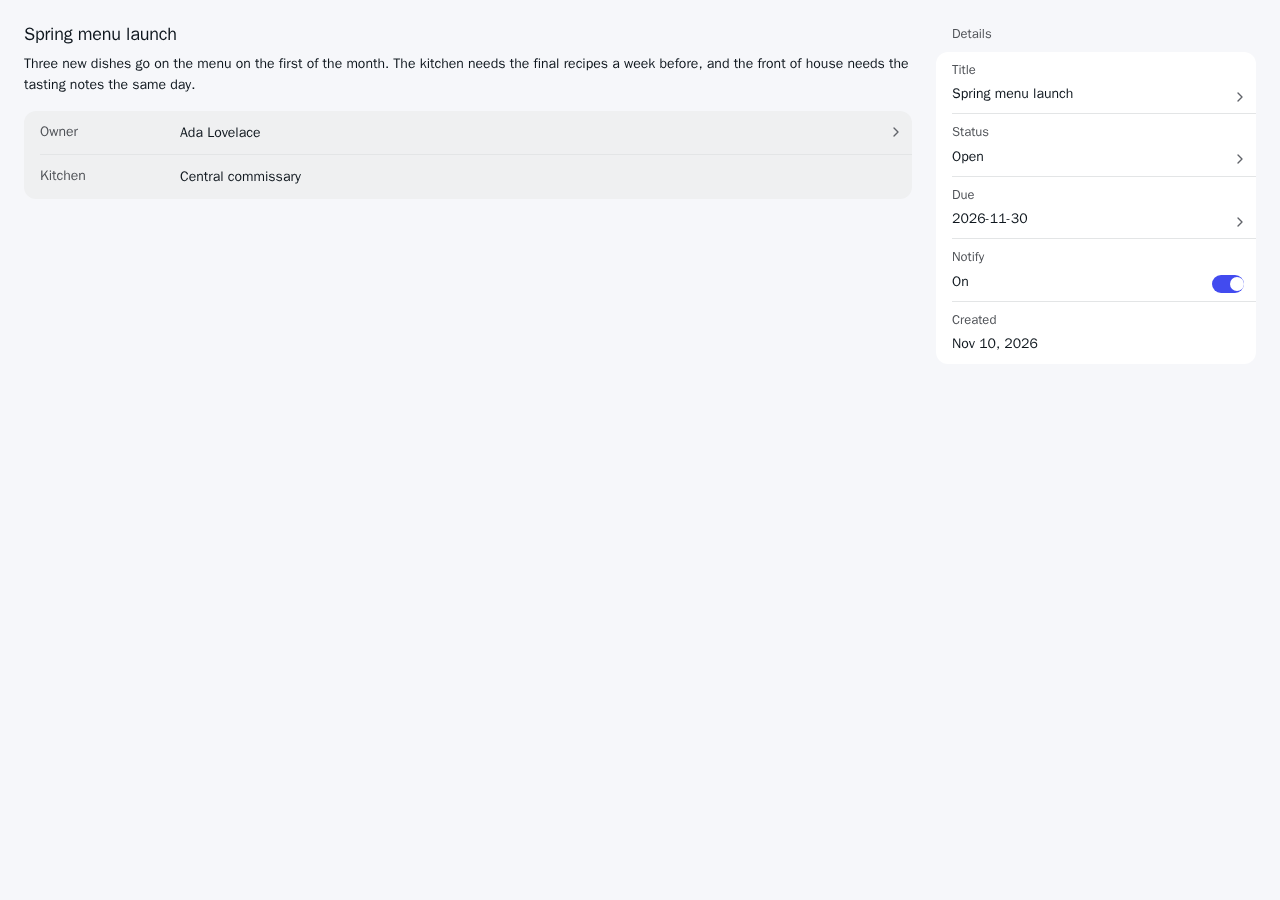 Spring menu launch
Three new dishes go on the menu on the first of the month. The kitchen needs the final recipes a week before, and the front of house needs the
tasting notes the same day.
Owner Ada Lovelace
Kitchen Central commissary
Details
Title
Spring menu launch
Status
Open
Due
2026-11-30
Notify
On
Created
Nov 10, 2026